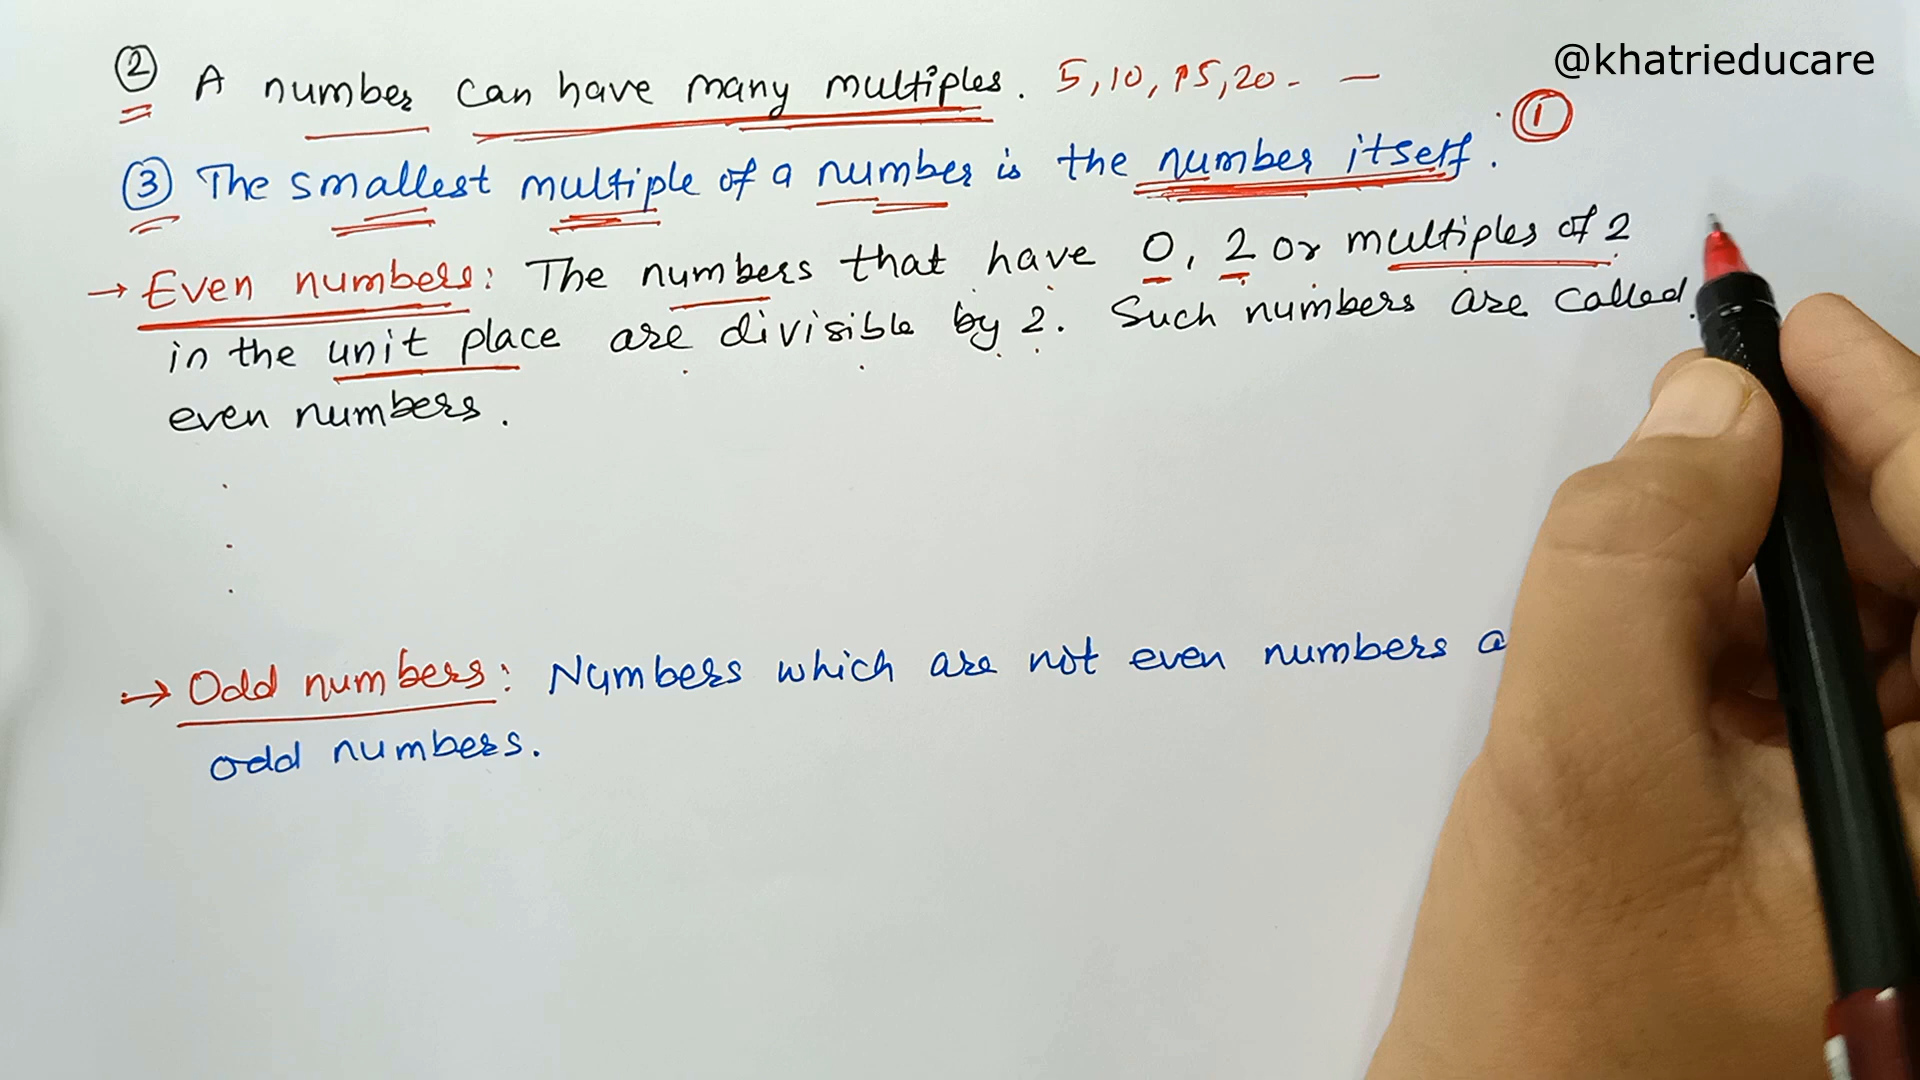 @khatrieducare
② A number can have many multiples. 5, 10, 15, 20 - —
③ The smallest multiple of a number is the number itself. ①
→ Even numbers: The numbers that have 0, 2 or multiples of 2
in the unit place are divisible by 2. Such numbers are called
even numbers.
→ Odd numbers: Numbers which are not even numbers a
odd numbers.